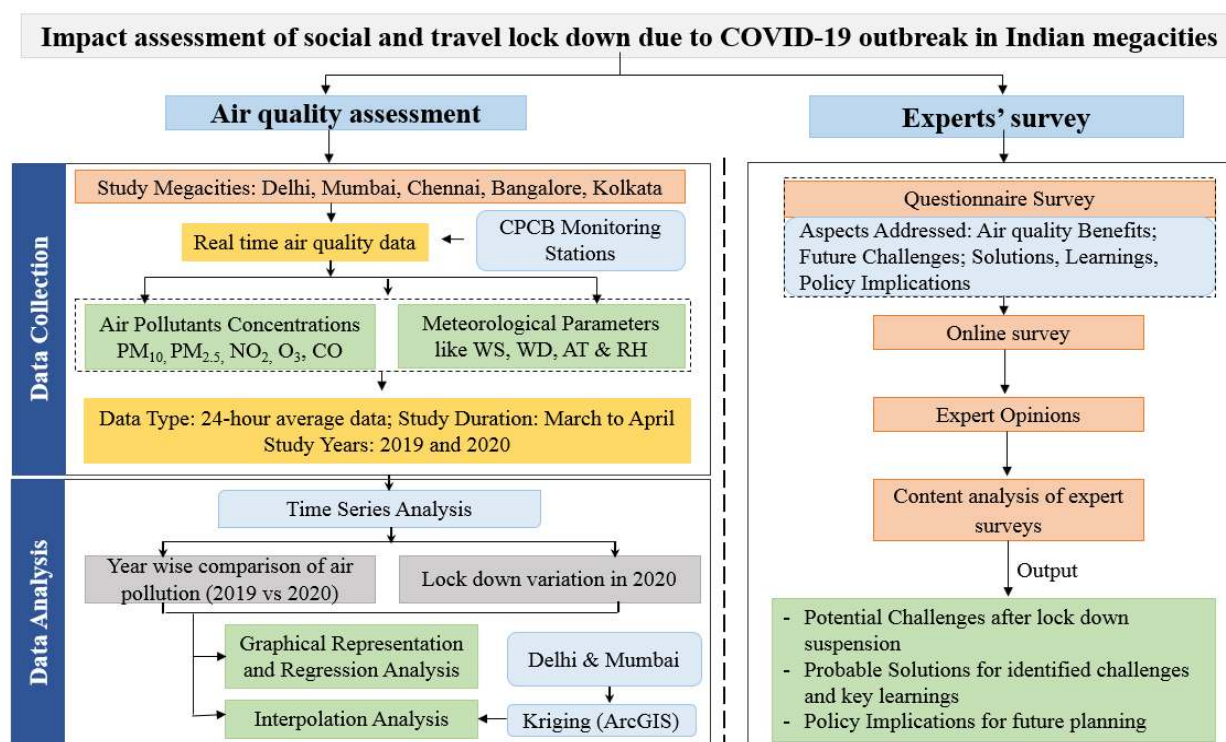 Impact assessment of social and travel lock down due to COVID-19 outbreak in Indian megacities
Air quality assessment
Experts' survey
Data Collection
Study Megacities: Delhi, Mumbai, Chennai, Bangalore, Kolkata
Real time air quality data
CPCB Monitoring
Stations
Air Pollutants Concentrations
PM10, PM2.5, NO2, O3, CO
Meteorological Parameters
like WS, WD, AT & RH
Data Type: 24-hour average data; Study Duration: March to April
Study Years: 2019 and 2020
Data Analysis
Time Series Analysis
Year wise comparison of air
pollution (2019 vs 2020)
Lock down variation in 2020
Graphical Representation
and Regression Analysis
Delhi & Mumbai
Interpolation Analysis
Kriging (ArcGIS)
Questionnaire Survey
Aspects Addressed: Air quality Benefits;
Future Challenges; Solutions, Learnings,
Policy Implications
Online survey
Expert Opinions
Content analysis of expert
surveys
Output
- Potential Challenges after lock down
suspension
- Probable Solutions for identified challenges
and key learnings
- Policy Implications for future planning